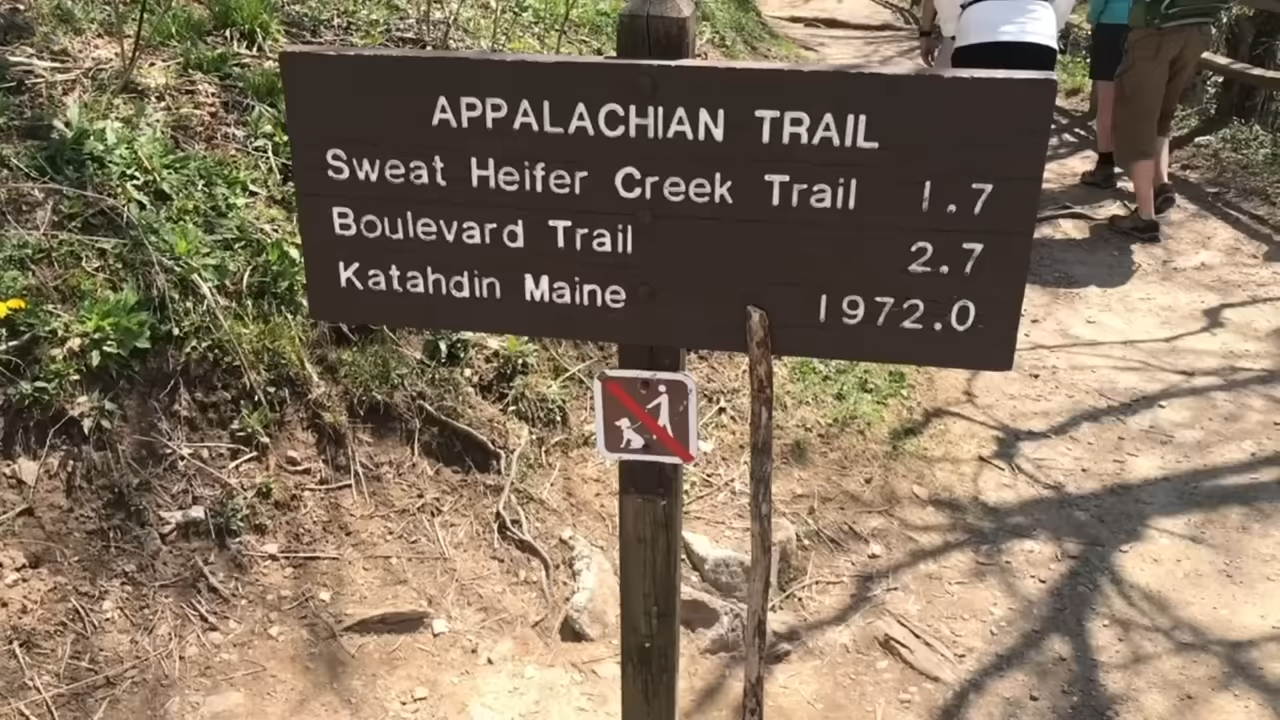 APPALACHIAN TRAIL
Sweat Heifer Creek Trail 1.7
Boulevard Trail 2.7
Katahdin Maine 1972.0